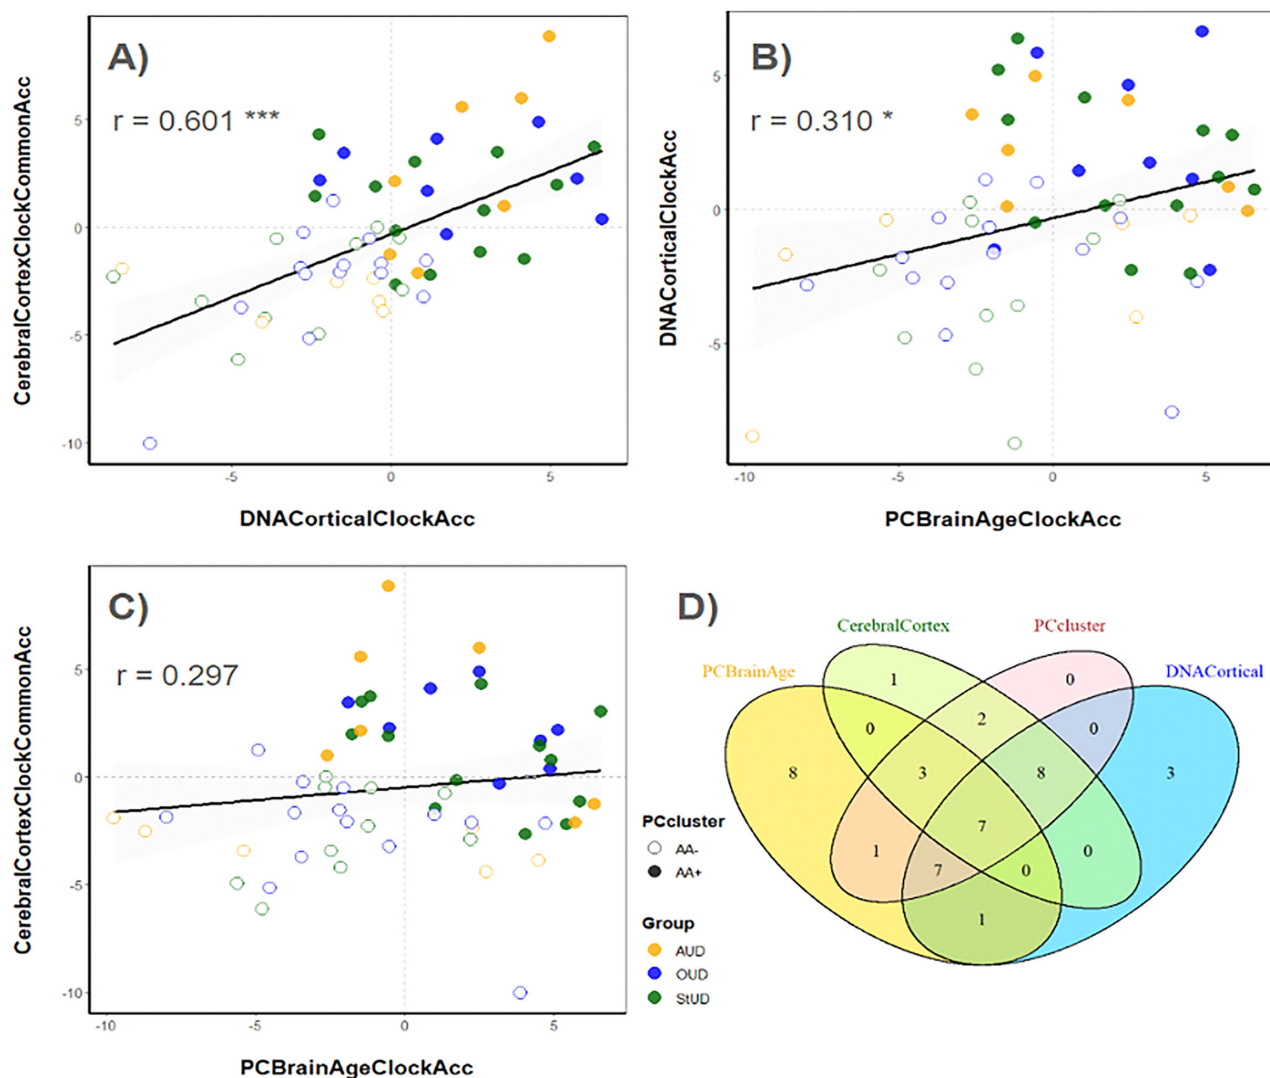 A)
r = 0.601 ***
CerebralCortexClockCommonAcc
5
0
-5
-10
-5
0
5
DNACorticalClockAcc
B)
r = 0.310 *
DNACorticalClockAcc
5
0
-5
-10
-5
0
5
PCBrainAgeClockAcc
C)
r = 0.297
CerebralCortexClockCommonAcc
5
0
-5
-10
-10
-5
0
5
PCBrainAgeClockAcc
PCcluster
AA-
AA+
Group
AUD
OUD
StUD
D)
CerebralCortex
PCcluster
PCBrainAge
DNACortical
1
0
0
2
0
8
3
8
3
7
1
7
0
0
1